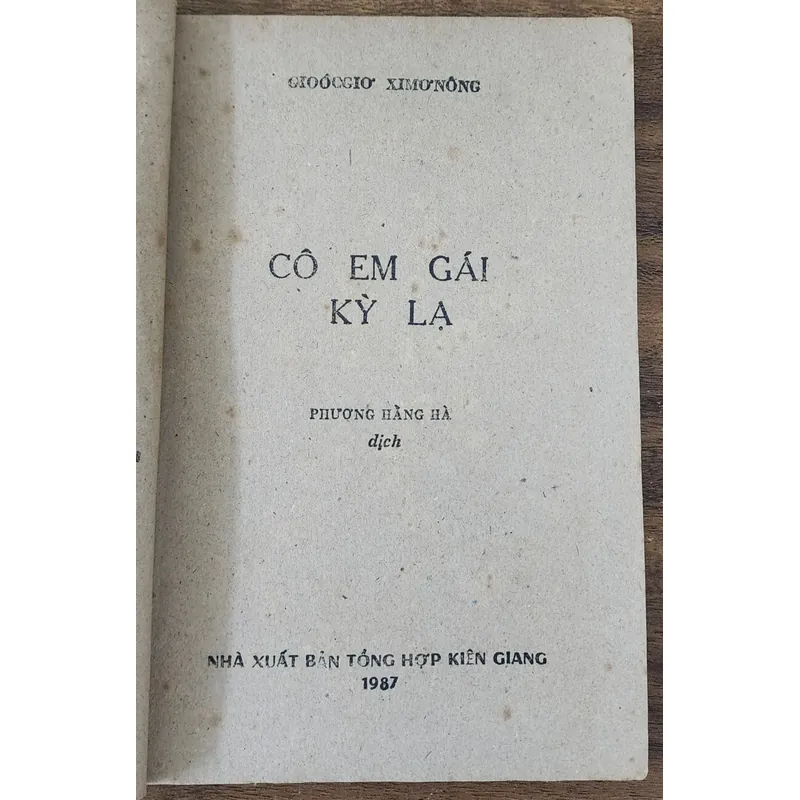 GIOÓCGIƠ XIMƠNÔNG
CÔ EM GÁI
KỲ LẠ
PHƯỢNG HẰNG HÀ
dịch
NHÀ XUẤT BẢN TỔNG HỢP KIÊN GIANG
1987